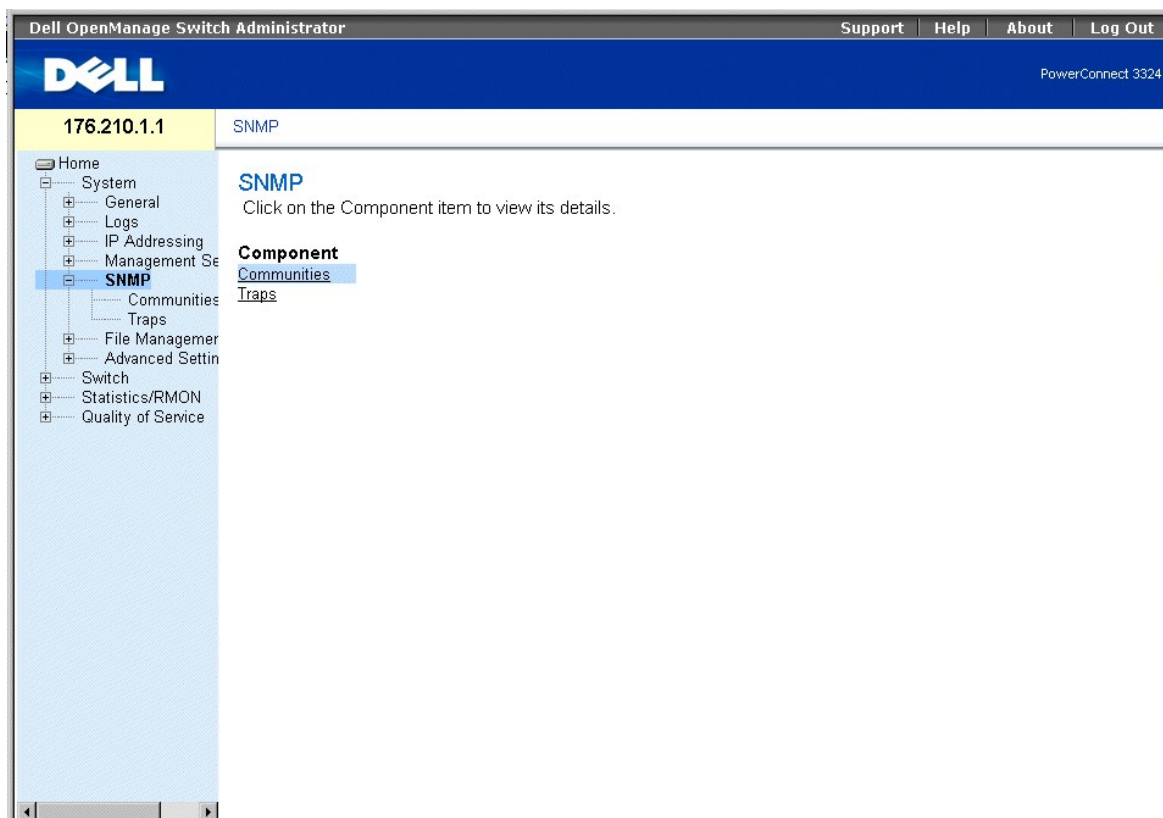 Dell OpenManage Switch Administrator
Support Help About Log Out
DELL
PowerConnect 3324
176.210.1.1
SNMP
Home
System
General
Logs
IP Addressing
Management Se
SNMP
Communities
Traps
File Managemer
Advanced Settin
Switch
Statistics/RMON
Quality of Service
SNMP
Click on the Component item to view its details.
Component
Communities
Traps